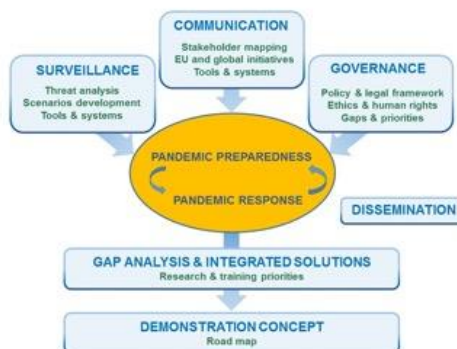 COMMUNICATION
Stakeholder mapping
EU and global initiatives
Tools & systems
SURVEILLANCE
Threat analysis
Scenarios development
Tools & systems
GOVERNANCE
Policy & legal framework
Ethics & human rights
Gaps & priorities
PANDEMIC PREPAREDNESS
PANDEMIC RESPONSE
DISSEMINATION
GAP ANALYSIS & INTEGRATED SOLUTIONS
Research & training priorities
DEMONSTRATION CONCEPT
Road map